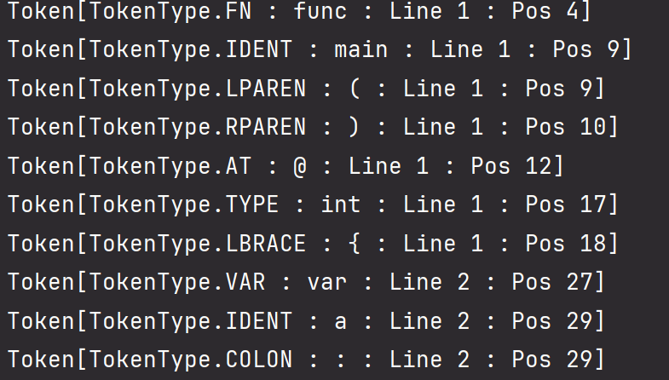 Token[TokenType.FN : func : Line 1 : Pos 4]
Token[TokenType.IDENT : main : Line 1 : Pos 9]
Token[TokenType.LPAREN : ( : Line 1 : Pos 9]
Token[TokenType.RPAREN : ) : Line 1 : Pos 10]
Token[TokenType.AT : @ : Line 1 : Pos 12]
Token[TokenType.TYPE : int : Line 1 : Pos 17]
Token[TokenType.LBRACE : { : Line 1 : Pos 18]
Token[TokenType.VAR : var : Line 2 : Pos 27]
Token[TokenType.IDENT : a : Line 2 : Pos 29]
Token[TokenType.COLON : : : Line 2 : Pos 29]